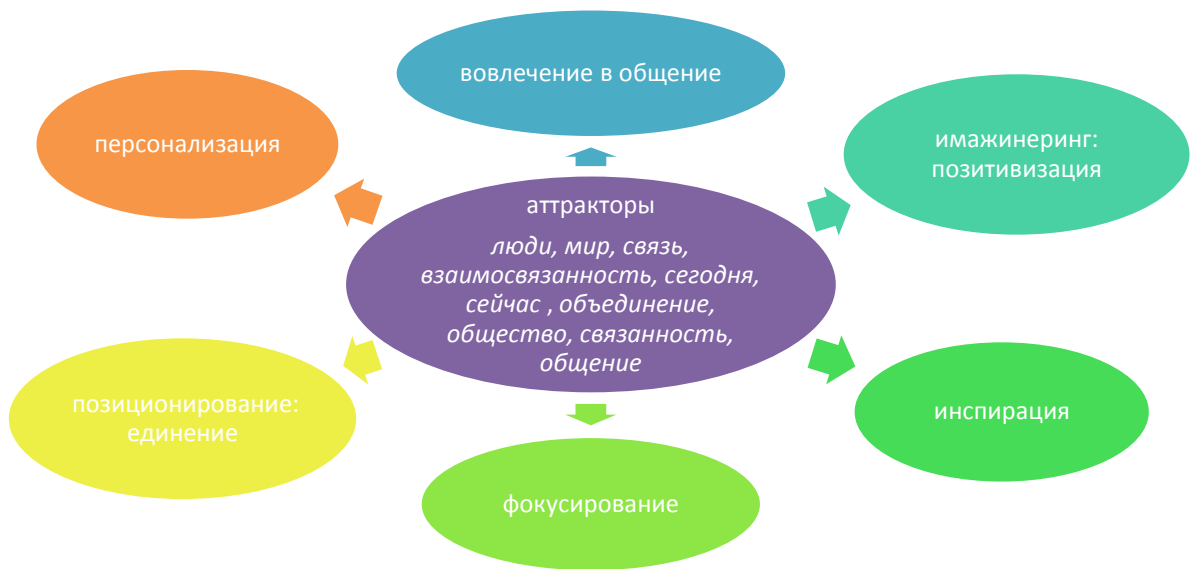 вовлечение в общение
персонализация
имажинеринг:
позитивизация
аттракторы
люди, мир, связь,
взаимосвязанность, сегодня,
сейчас , объединение,
общество, связанность,
общение
позиционирование:
единение
инспирация
фокусирование